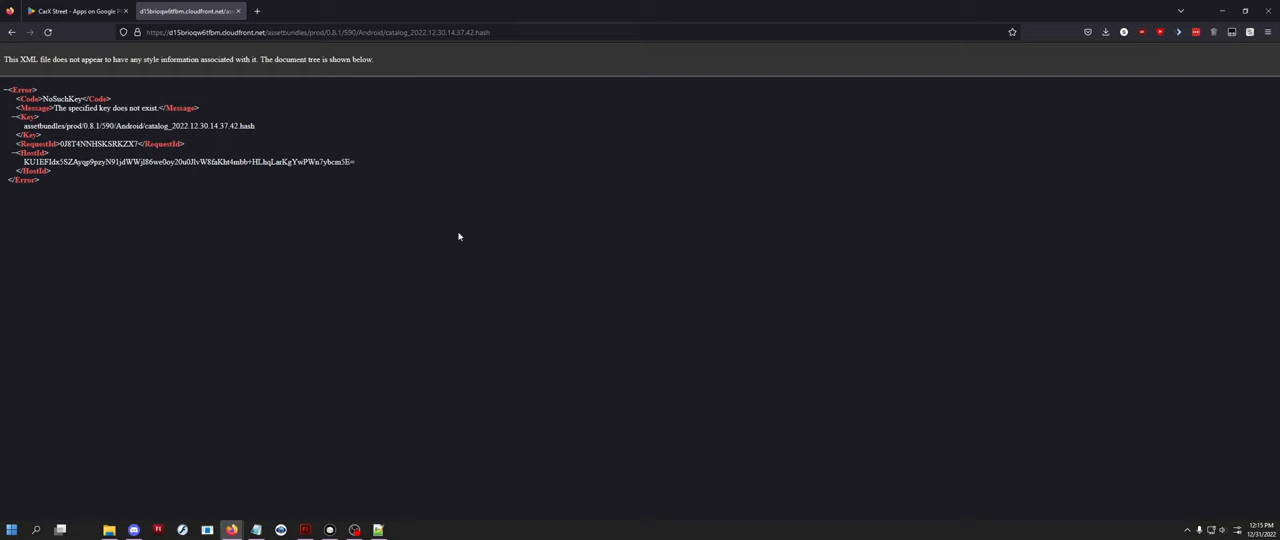 CarX Street - Apps on Google P
d15brioqw6tfbm.cloudfront.net/ass
https://d15brioqw6tfbm.cloudfront.net/assetbundles/prod/0.8.1/590/Android/catalog_2022.12.30.14.37.42.hash
This XML file does not appear to have any style information associated with it. The document tree is shown below.
−<Error>
<Code>NoSuchKey</Code>
<Message>The specified key does not exist.</Message>
−<Key>
assetbundles/prod/0.8.1/590/Android/catalog_2022.12.30.14.37.42.hash
</Key>
<RequestId>0J8T4NNHSKSRKZX7</RequestId>
−<HostId>
KU1EFIdx5SZAyqp9pzyN91jdWWjl86we0oy20u0JlvW8faKht4mbb+HLhqLarKgYwPWn7ybcm5E=
</HostId>
</Error>
12:15 PM
12/31/2022